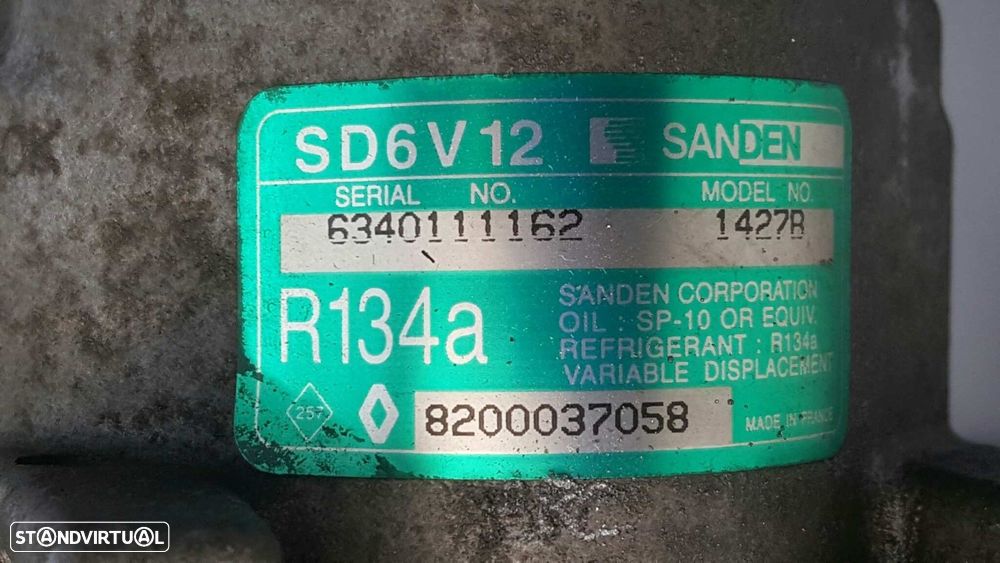 SD6V12 SANDEN
SERIAL NO. MODEL NO.
6340111162 1427R
R134a
SANDEN CORPORATION
OIL : SP-10 OR EQUIV.
REFRIGERANT : R134a
VARIABLE DISPLACEMENT
257
8200037058
MADE IN FRANCE
STANDVIRTUAL